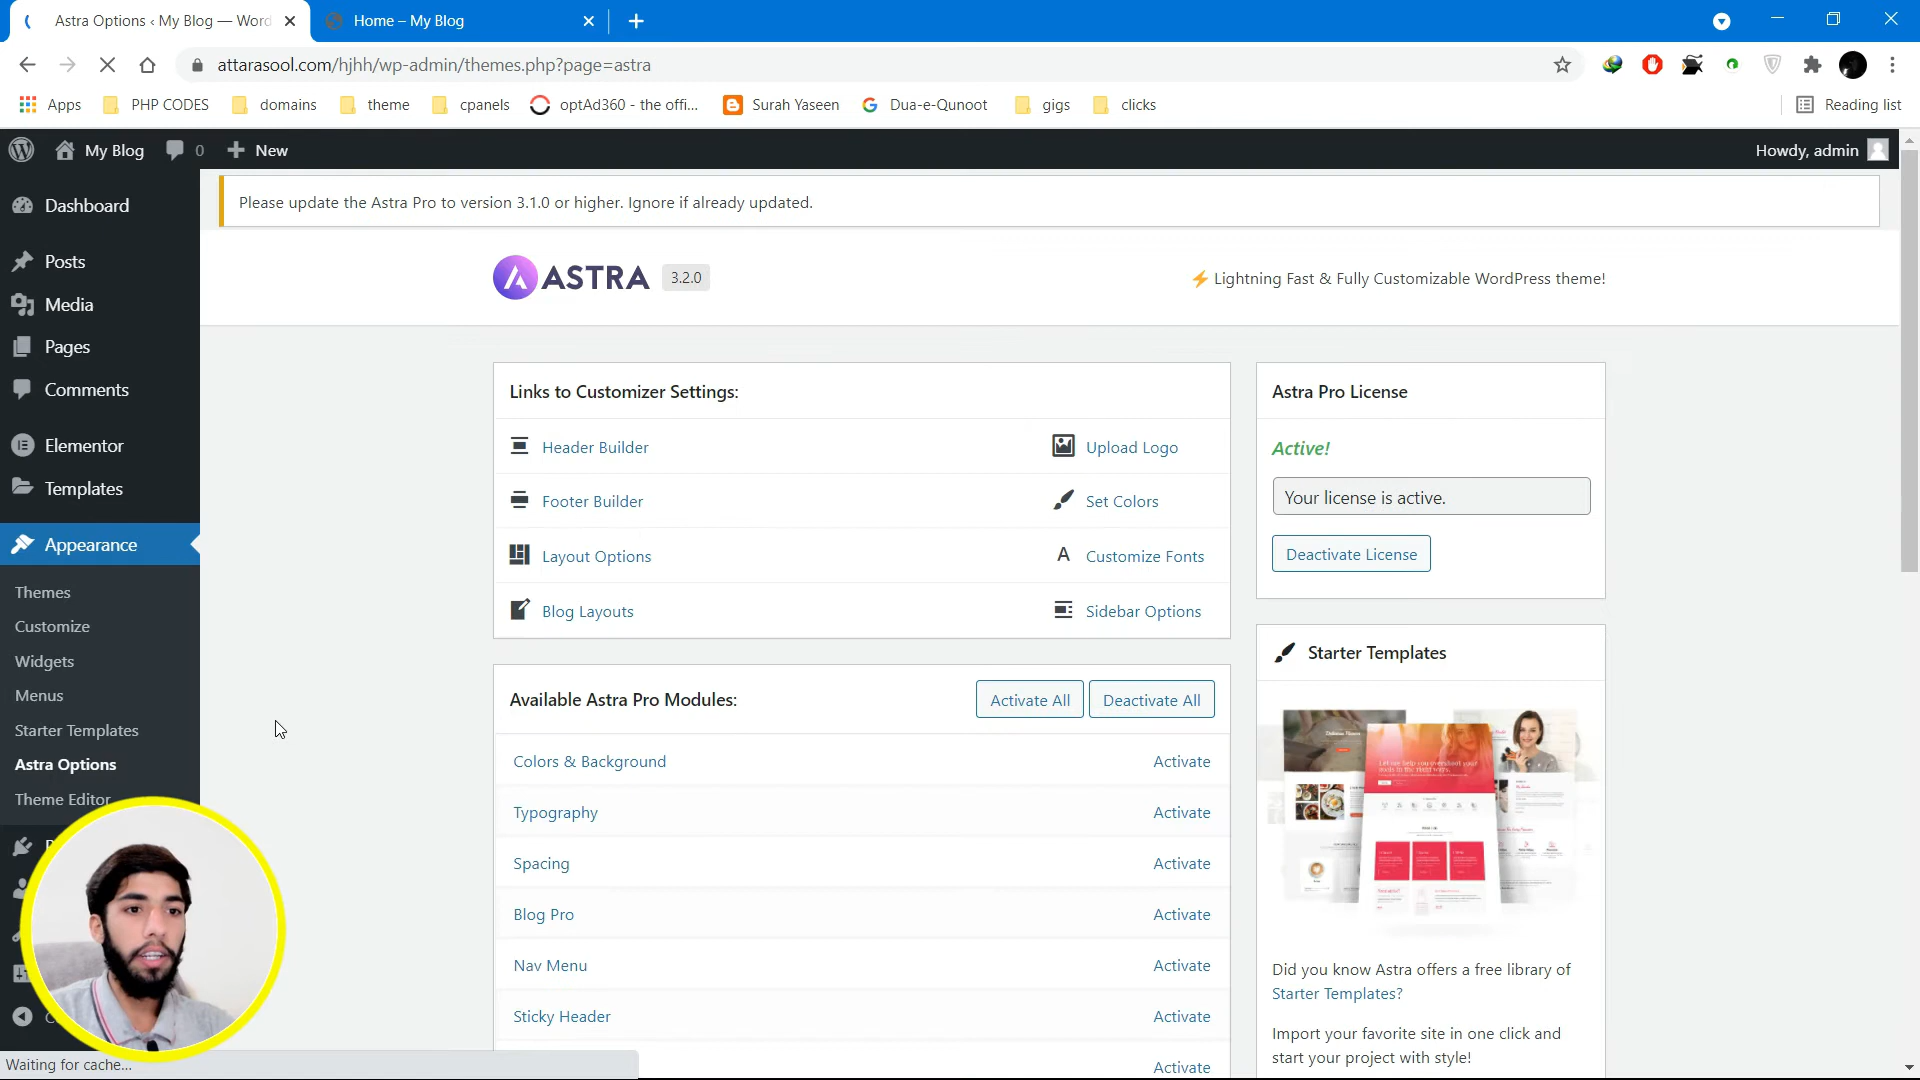 Astra Options ‹ My Blog — Word
Home – My Blog
attarasool.com/hjhh/wp-admin/themes.php?page=astra
Apps
PHP CODES
domains
theme
cpanels
optAd360 - the offi...
Surah Yaseen
Dua-e-Qunoot
gigs
clicks
Reading list
My Blog
0
New
Howdy, admin
Dashboard
Posts
Media
Pages
Comments
Elementor
Templates
Appearance
Themes
Customize
Widgets
Menus
Starter Templates
Astra Options
Theme Editor
Please update the Astra Pro to version 3.1.0 or higher. Ignore if already updated.
ASTRA
3.2.0
⚡ Lightning Fast & Fully Customizable WordPress theme!
Links to Customizer Settings:
Header Builder
Upload Logo
Footer Builder
Set Colors
Layout Options
Customize Fonts
Blog Layouts
Sidebar Options
Available Astra Pro Modules:
Activate All
Deactivate All
Colors & Background
Activate
Typography
Activate
Spacing
Activate
Blog Pro
Activate
Nav Menu
Activate
Sticky Header
Activate
Activate
Astra Pro License
Active!
Your license is active.
Deactivate License
Starter Templates
Did you know Astra offers a free library of
Starter Templates?
Import your favorite site in one click and
start your project with style!
Waiting for cache...